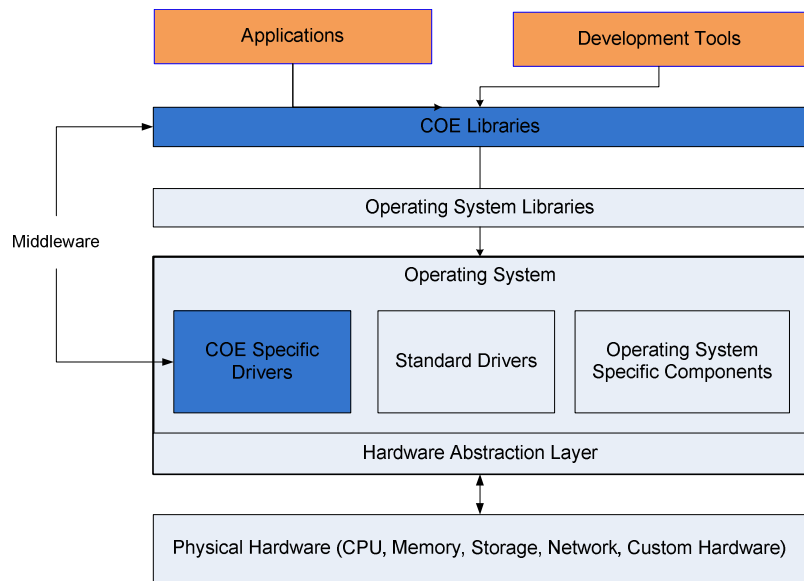 Applications
Development Tools
COE Libraries
Operating System Libraries
Middleware
Operating System
COE Specific
Drivers
Standard Drivers
Operating System
Specific Components
Hardware Abstraction Layer
Physical Hardware (CPU, Memory, Storage, Network, Custom Hardware)